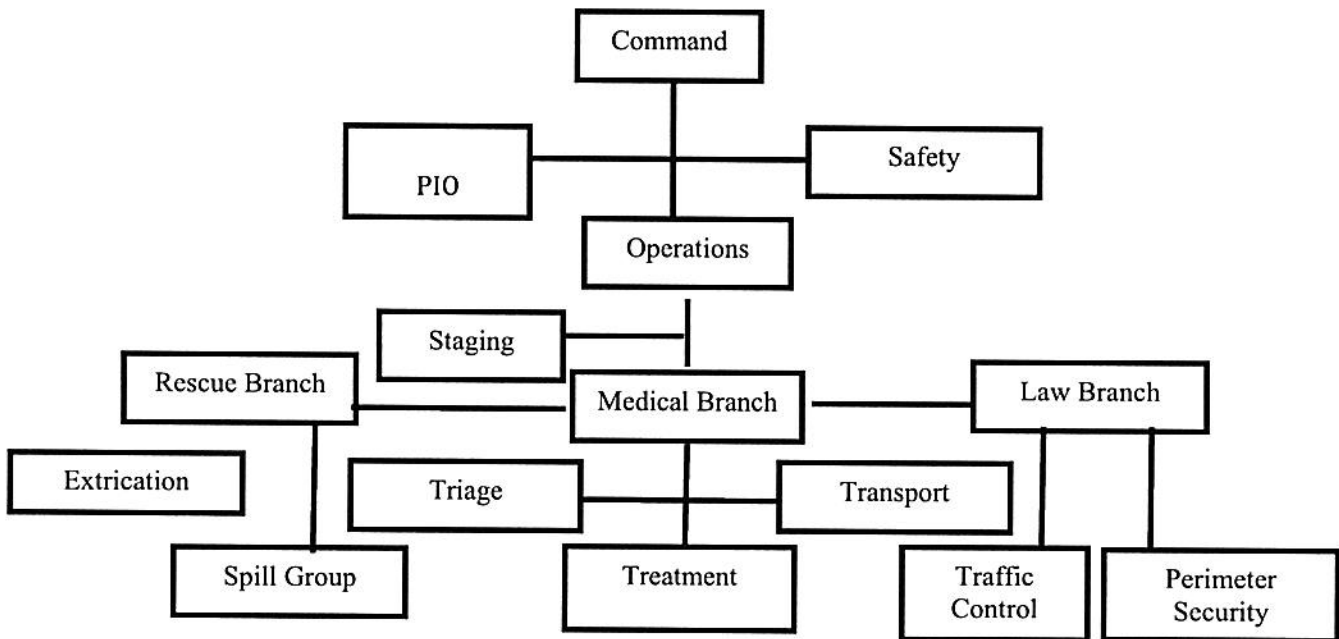 Command
PIO
Safety
Operations
Staging
Rescue Branch
Medical Branch
Law Branch
Extrication
Triage
Transport
Spill Group
Treatment
Traffic
Control
Perimeter
Security